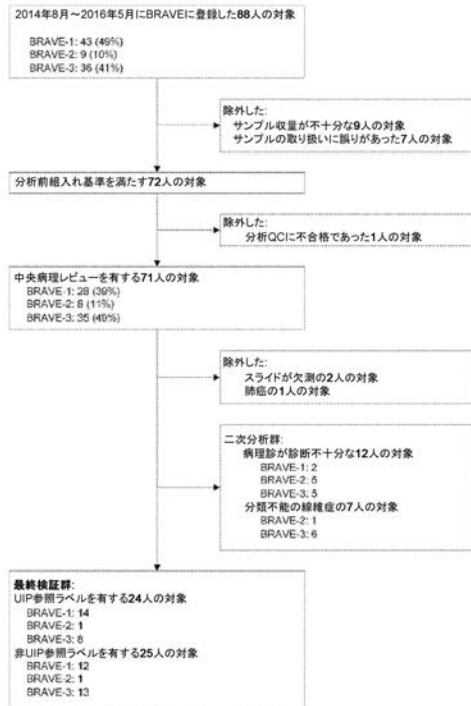 2014年8月～2016年5月にBRAVEに登録した88人の対象
BRAVE-1: 43 (49%)
BRAVE-2: 9 (10%)
BRAVE-3: 36 (41%)
除外した:
サンプル収量が不十分な9人の対象
サンプルの取り扱いに誤りがあった7人の対象
分析前組入れ基準を満たす72人の対象
除外した:
分析QCに不合格であった1人の対象
中央病理レビューを有する71人の対象
BRAVE-1: 28 (39%)
BRAVE-2: 8 (11%)
BRAVE-3: 35 (49%)
除外した:
スライドが欠測の2人の対象
肺癌の1人の対象
二次分析群:
病理診が診断不十分な12人の対象
BRAVE-1: 2
BRAVE-2: 5
BRAVE-3: 5
分類不能の線維症の7人の対象
BRAVE-2: 1
BRAVE-3: 6
最終検証群:
UIP参照ラベルを有する24人の対象
BRAVE-1: 14
BRAVE-2: 1
BRAVE-3: 8
非UIP参照ラベルを有する25人の対象
BRAVE-1: 12
BRAVE-2: 1
BRAVE-3: 13